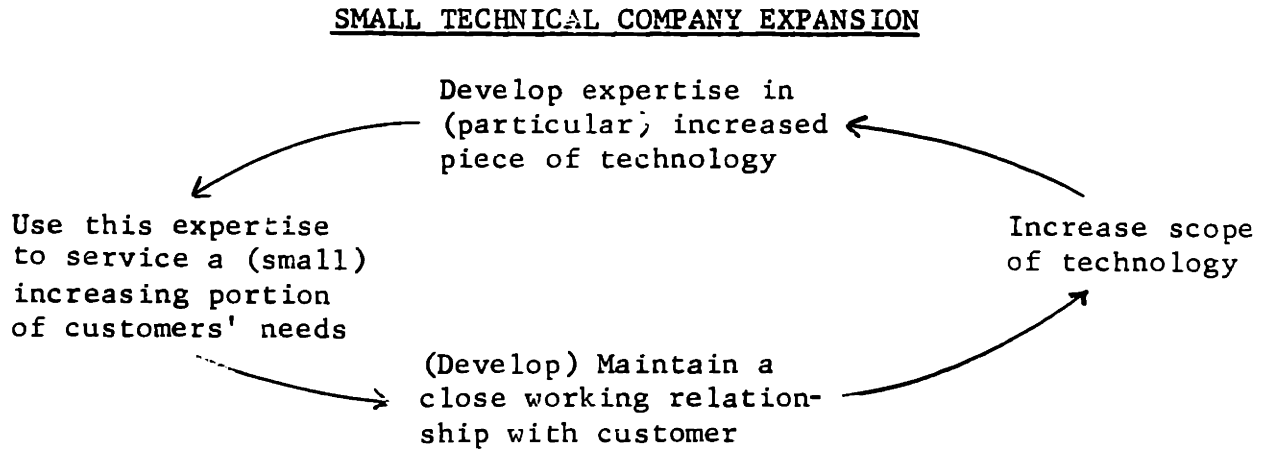 SMALL TECHNICAL COMPANY EXPANSION
Develop expertise in
(particular) increased
piece of technology
Use this expertise
to service a (small)
increasing portion
of customers' needs
Increase scope
of technology
(Develop) Maintain a
close working relation-
ship with customer